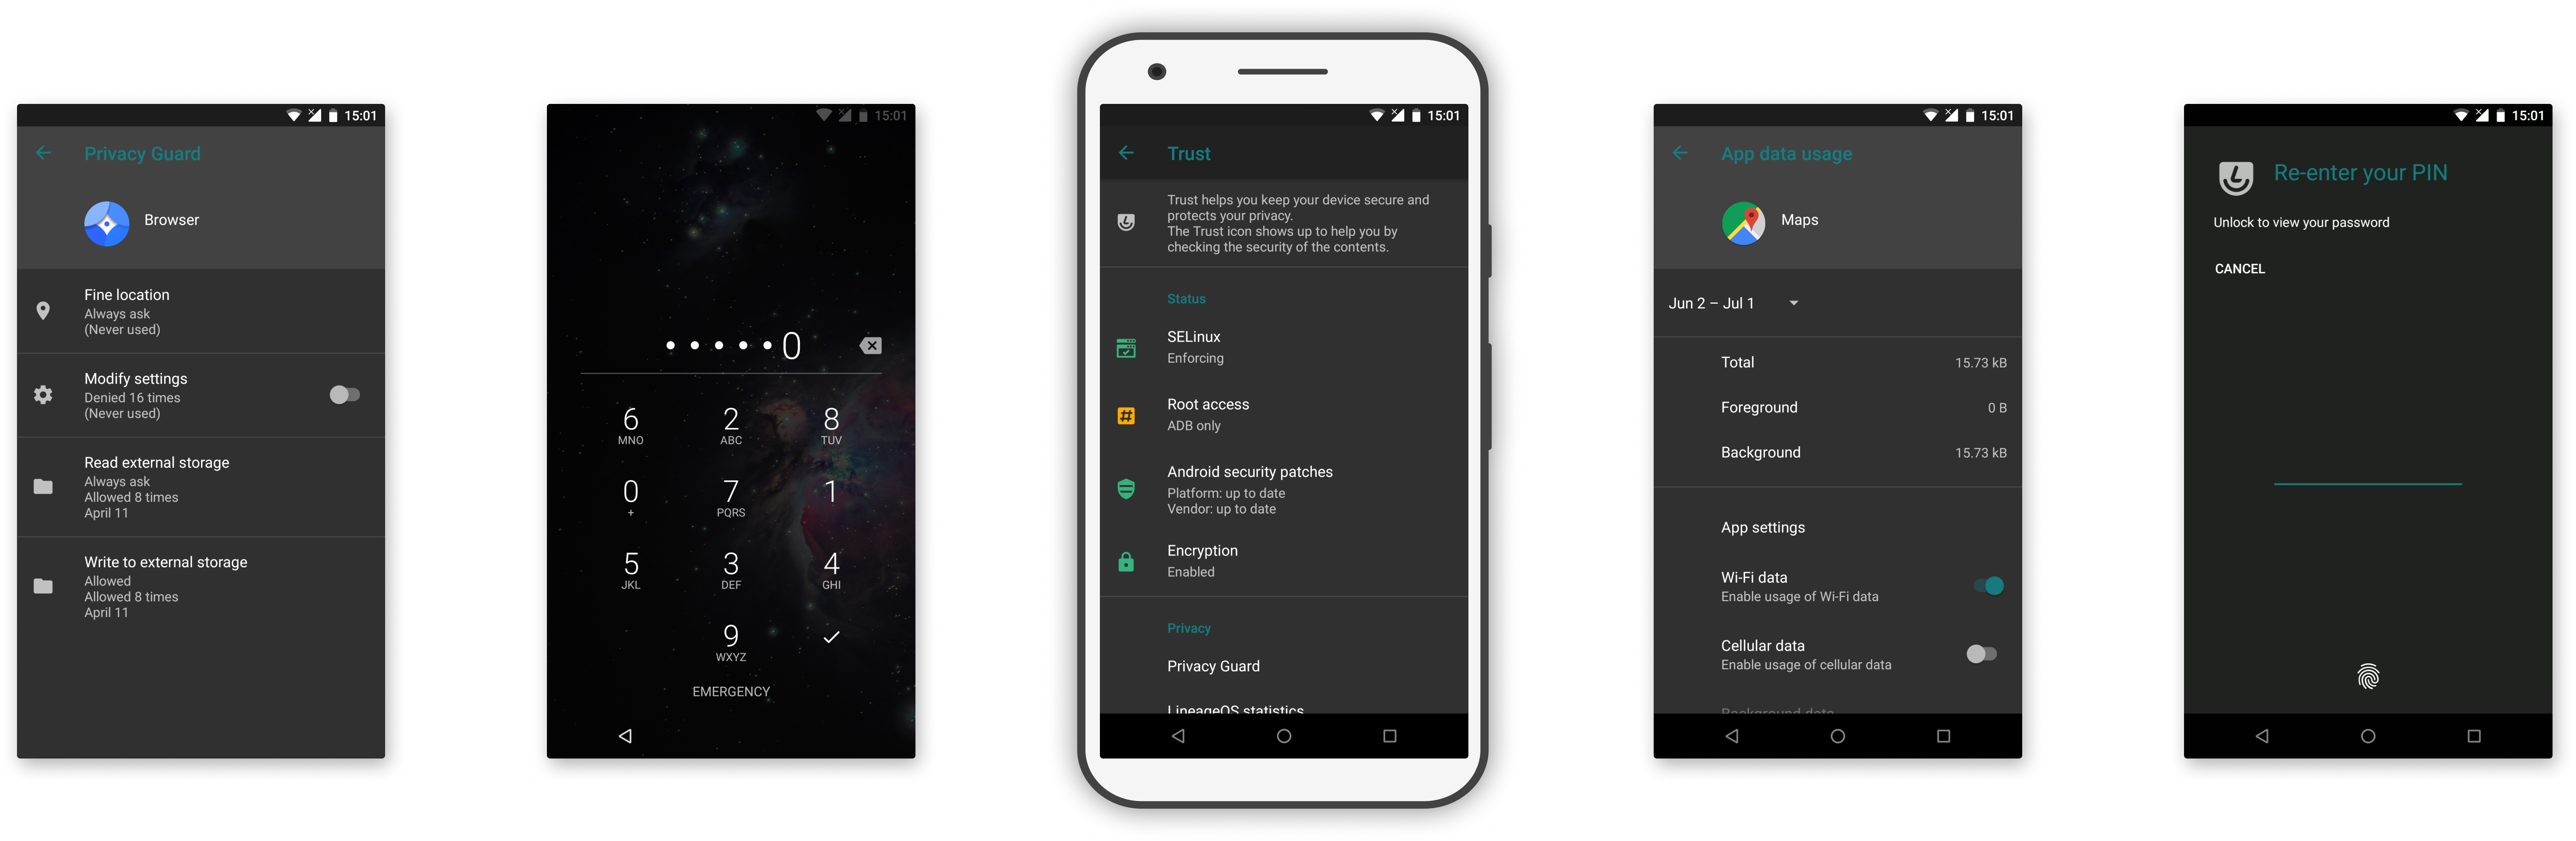 15:01
Privacy Guard
Browser
Fine location
Always ask
(Never used)
Modify settings
Denied 16 times
(Never used)
Read external storage
Always ask
Allowed 8 times
April 11
Write to external storage
Allowed
Allowed 8 times
April 11
15:01
0
6 2 8
MNO ABC TUV
0 7 1
+ PQRS
5 3 4
JKL DEF GHI
9
WXYZ
EMERGENCY
15:01
Trust
Trust helps you keep your device secure and
protects your privacy.
The Trust icon shows up to help you by
checking the security of the contents.
Status
SELinux
Enforcing
Root access
ADB only
Android security patches
Platform: up to date
Vendor: up to date
Encryption
Enabled
Privacy
Privacy Guard
LineageOS statistics
15:01
App data usage
Maps
Jun 2 – Jul 1
Total 15.73 kB
Foreground 0 B
Background 15.73 kB
App settings
Wi-Fi data
Enable usage of Wi-Fi data
Cellular data
Enable usage of cellular data
Background data
15:01
Re-enter your PIN
Unlock to view your password
CANCEL